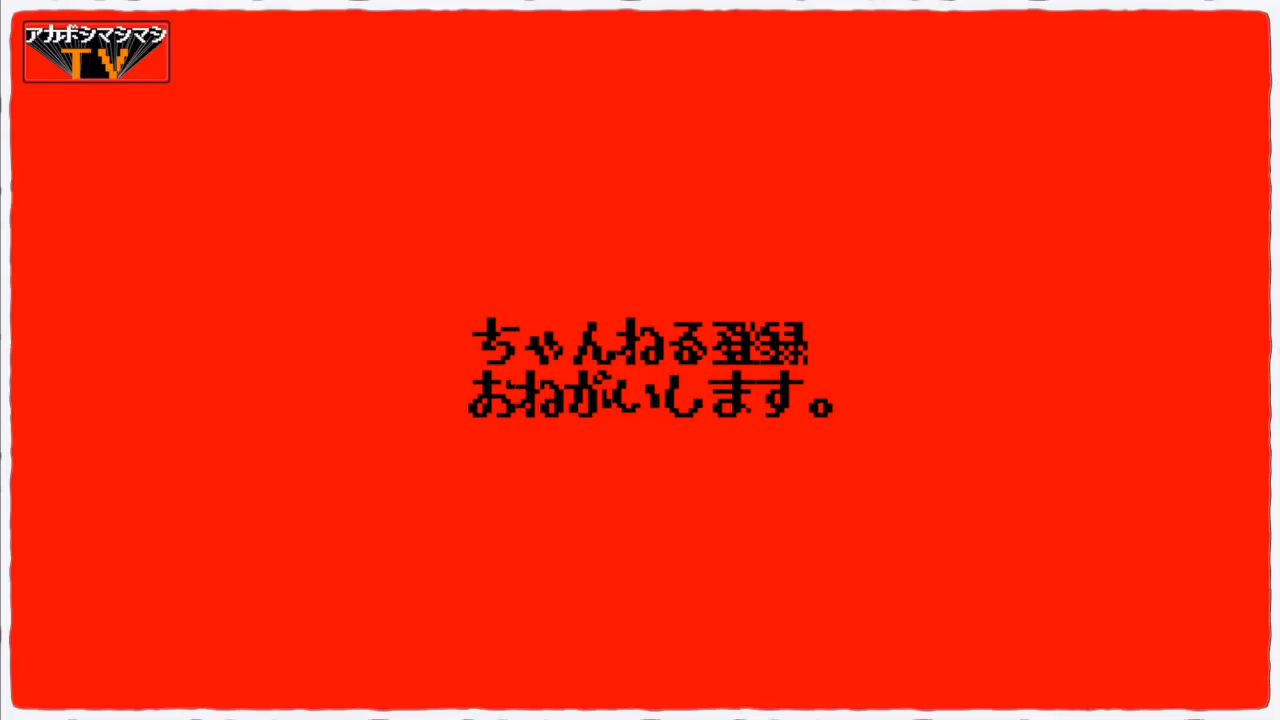 アカボシマシマシ
TV
ちゃんねる登録
おねがいします。